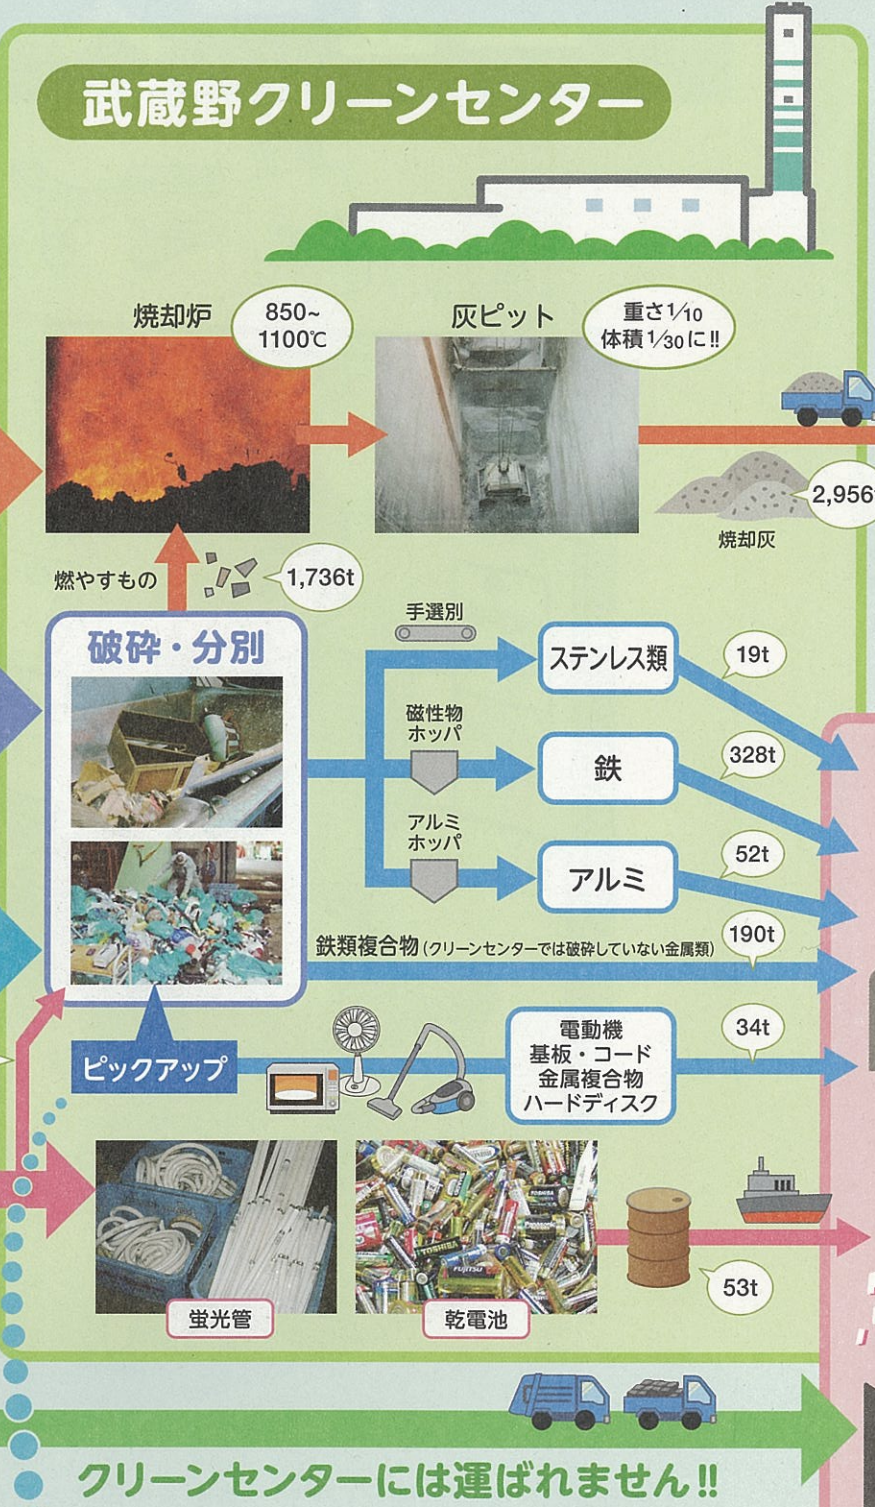 武蔵野クリーンセンター
焼却炉
850~
1100℃
灰ピット
重さ1/10
体積1/30に!!
2,956t
焼却灰
燃やすもの
1,736t
破砕・分別
手選別
ステンレス類
19t
磁性物
ホッパ
鉄
328t
アルミ
ホッパ
アルミ
52t
鉄類複合物(クリーンセンターでは破砕していない金属類)
190t
ピックアップ
電動機
基板・コード
金属複合物
ハードディスク
34t
TOSHIBA
FUJITSU
蛍光管
乾電池
53t
クリーンセンターには運ばれません!!